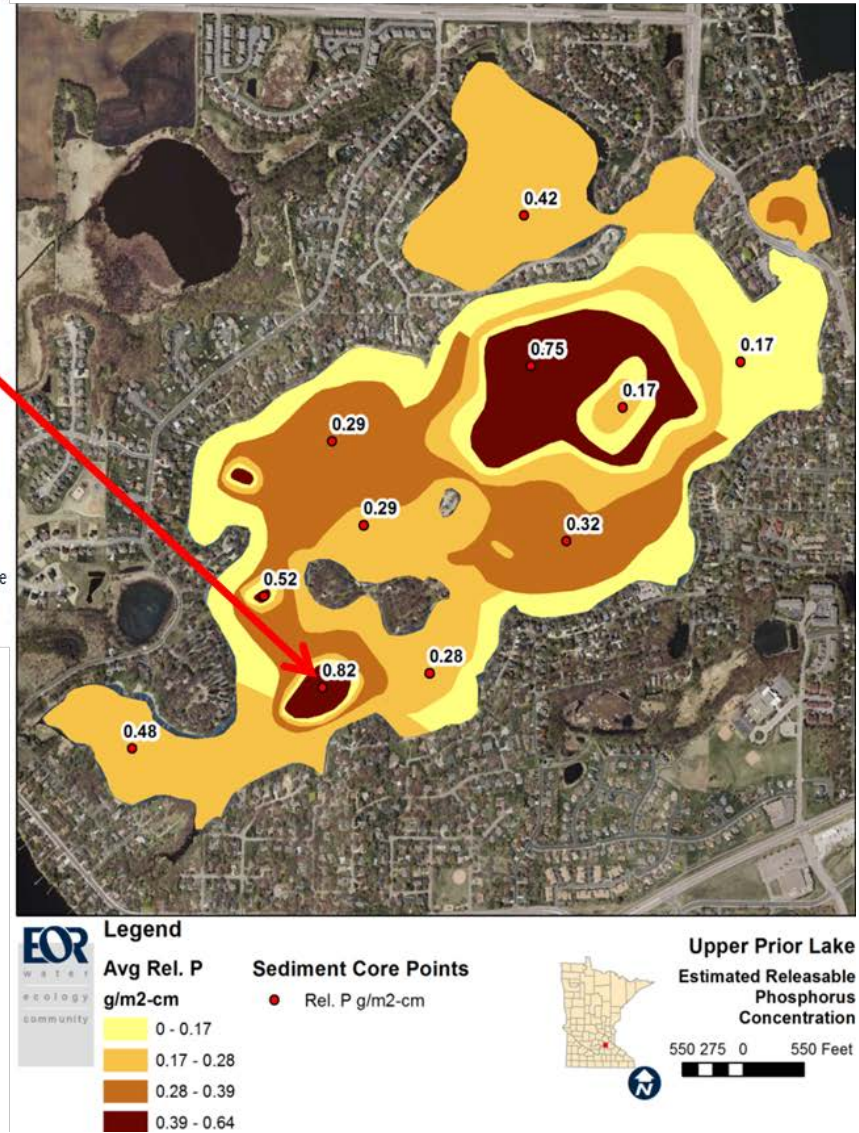 0.42
0.75
0.17
0.17
0.29
0.29
0.32
0.52
0.82
0.28
0.48
e
EOR
water
ecology
community
Legend
Avg Rel. P
g/m2-cm
0 - 0.17
0.17 - 0.28
0.28 - 0.39
0.39 - 0.64
Sediment Core Points
Rel. P g/m2-cm
N
Upper Prior Lake
Estimated Releasable
Phosphorus
Concentration
550 275 0 550 Feet